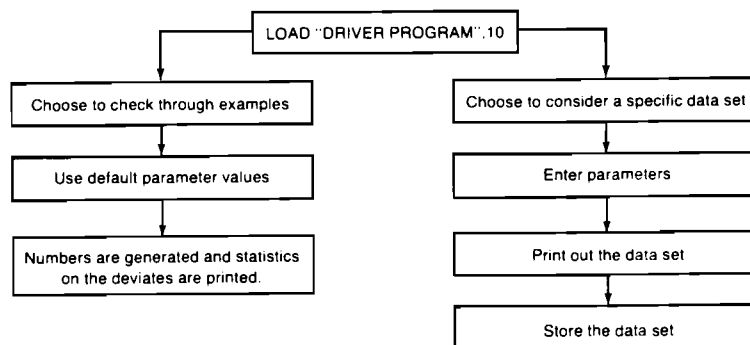 LOAD "DRIVER PROGRAM",10
Choose to check through examples
Choose to consider a specific data set
Use default parameter values
Enter parameters
Numbers are generated and statistics
on the deviates are printed.
Print out the data set
Store the data set